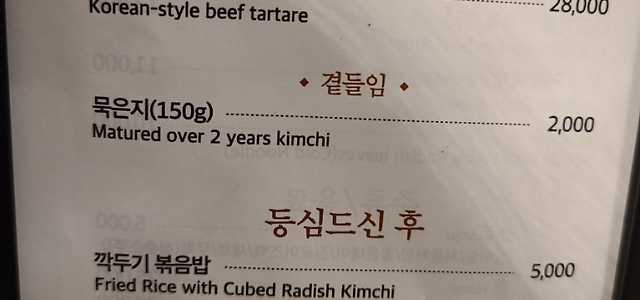 Korean-style beef tartare 28,000
◆ 곁들임 ◆
묵은지(150g) 2,000
Matured over 2 years kimchi
등심드신 후
깍두기 볶음밥 5,000
Fried Rice with Cubed Radish Kimchi